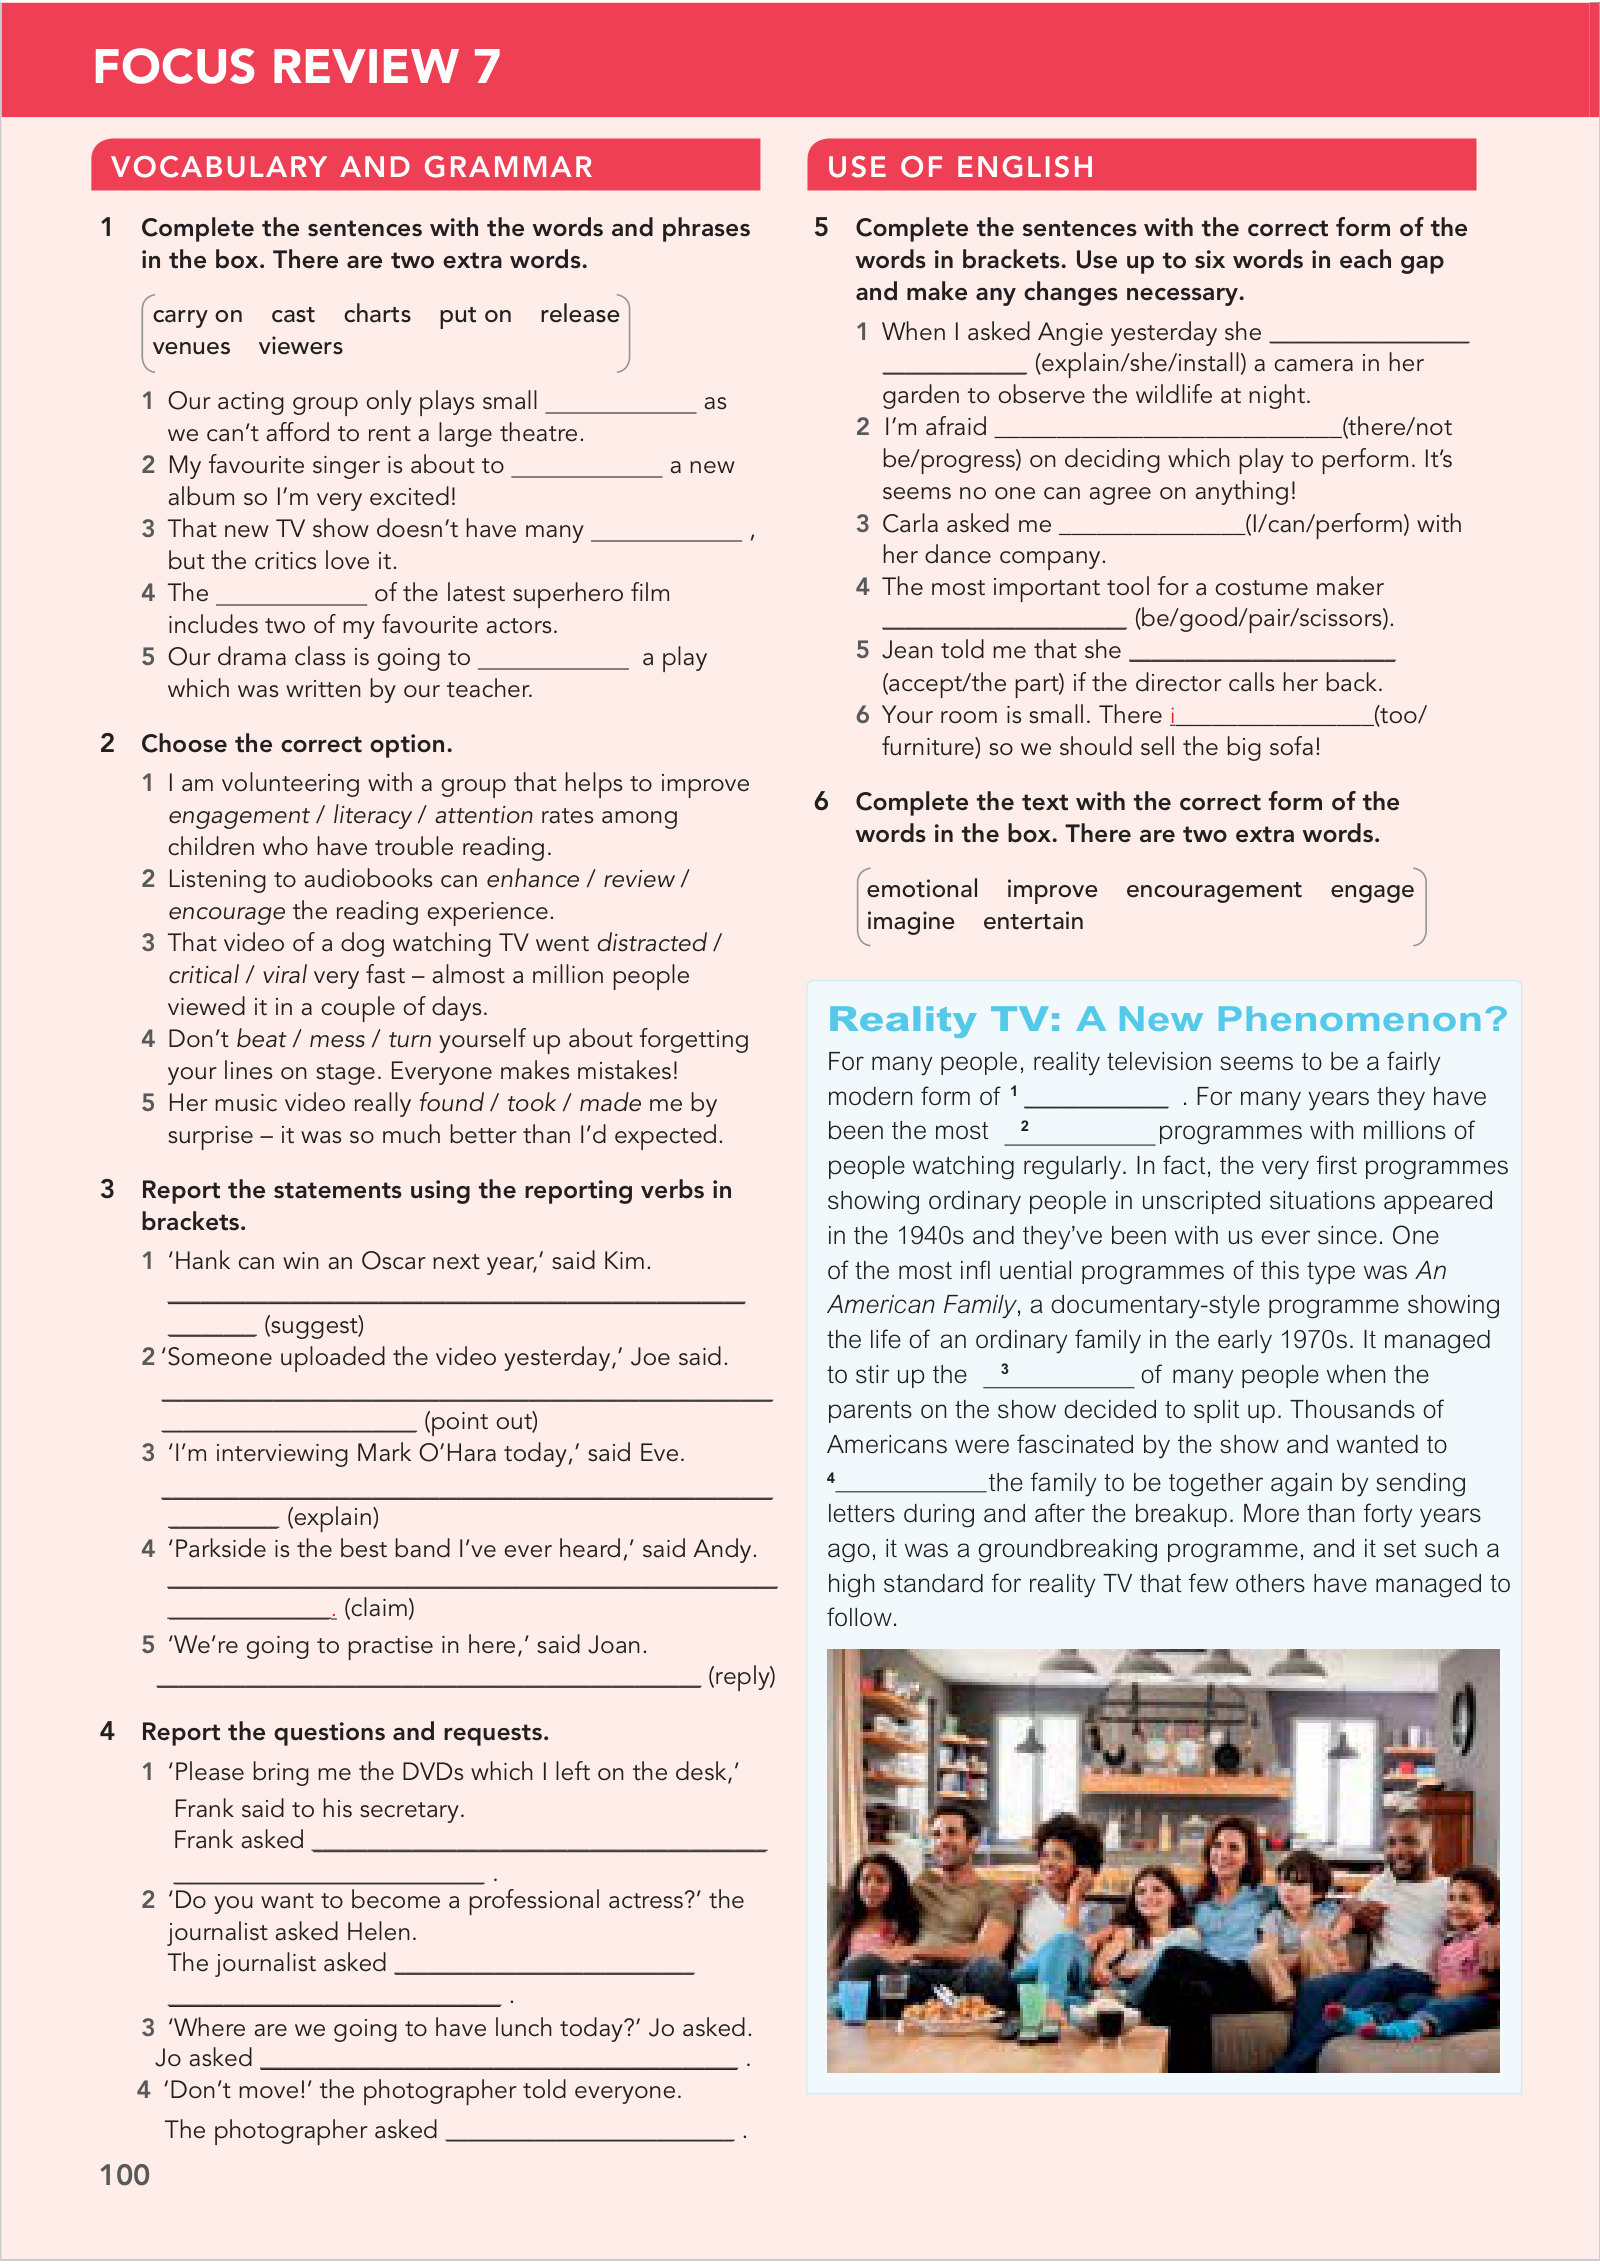 FOCUS REVIEW 7
VOCABULARY AND GRAMMAR
1 Complete the sentences with the words and phrases
in the box. There are two extra words.
carry on cast charts put on release
venues viewers
1 Our acting group only plays small ____________ as
we can’t afford to rent a large theatre.
2 My favourite singer is about to ____________ a new
album so I’m very excited!
3 That new TV show doesn’t have many ____________ ,
but the critics love it.
4 The ____________ of the latest superhero film
includes two of my favourite actors.
5 Our drama class is going to ____________ a play
which was written by our teacher.
2 Choose the correct option.
1 I am volunteering with a group that helps to improve
engagement / literacy / attention rates among
children who have trouble reading.
2 Listening to audiobooks can enhance / review /
encourage the reading experience.
3 That video of a dog watching TV went distracted /
critical / viral very fast – almost a million people
viewed it in a couple of days.
4 Don’t beat / mess / turn yourself up about forgetting
your lines on stage. Everyone makes mistakes!
5 Her music video really found / took / made me by
surprise – it was so much better than I’d expected.
3 Report the statements using the reporting verbs in
brackets.
1 ‘Hank can win an Oscar next year,’ said Kim.
____________
_______ (suggest)
2 ‘Someone uploaded the video yesterday,’ Joe said.
____________
____________ (point out)
3 ‘I’m interviewing Mark O’Hara today,’ said Eve.
____________
_________ (explain)
4 ‘Parkside is the best band I’ve ever heard,’ said Andy.
____________
____________. (claim)
5 ‘We’re going to practise in here,’ said Joan.
____________ (reply)
4 Report the questions and requests.
1 ‘Please bring me the DVDs which I left on the desk,’
Frank said to his secretary.
Frank asked ____________
____________ .
2 ‘Do you want to become a professional actress?’ the
journalist asked Helen.
The journalist asked ____________
____________ .
3 ‘Where are we going to have lunch today?’ Jo asked.
Jo asked ____________ .
4 ‘Don’t move!’ the photographer told everyone.
The photographer asked ____________ .
100
USE OF ENGLISH
5 Complete the sentences with the correct form of the
words in brackets. Use up to six words in each gap
and make any changes necessary.
1 When I asked Angie yesterday she ____________
____________ (explain/she/install) a camera in her
garden to observe the wildlife at night.
2 I’m afraid ____________(there/not
be/progress) on deciding which play to perform. It’s
seems no one can agree on anything!
3 Carla asked me ____________(I/can/perform) with
her dance company.
4 The most important tool for a costume maker
____________ (be/good/pair/scissors).
5 Jean told me that she ____________
(accept/the part) if the director calls her back.
6 Your room is small. There i____________(too/
furniture) so we should sell the big sofa!
6 Complete the text with the correct form of the
words in the box. There are two extra words.
emotional improve encouragement engage
imagine entertain
Reality TV: A New Phenomenon?
For many people, reality television seems to be a fairly
modern form of 1 ____________ . For many years they have
been the most 2 ____________ programmes with millions of
people watching regularly. In fact, the very first programmes
showing ordinary people in unscripted situations appeared
in the 1940s and they’ve been with us ever since. One
of the most infl uential programmes of this type was An
American Family, a documentary-style programme showing
the life of an ordinary family in the early 1970s. It managed
to stir up the 3 ____________ of many people when the
parents on the show decided to split up. Thousands of
Americans were fascinated by the show and wanted to
4____________ the family to be together again by sending
letters during and after the breakup. More than forty years
ago, it was a groundbreaking programme, and it set such a
high standard for reality TV that few others have managed to
follow.